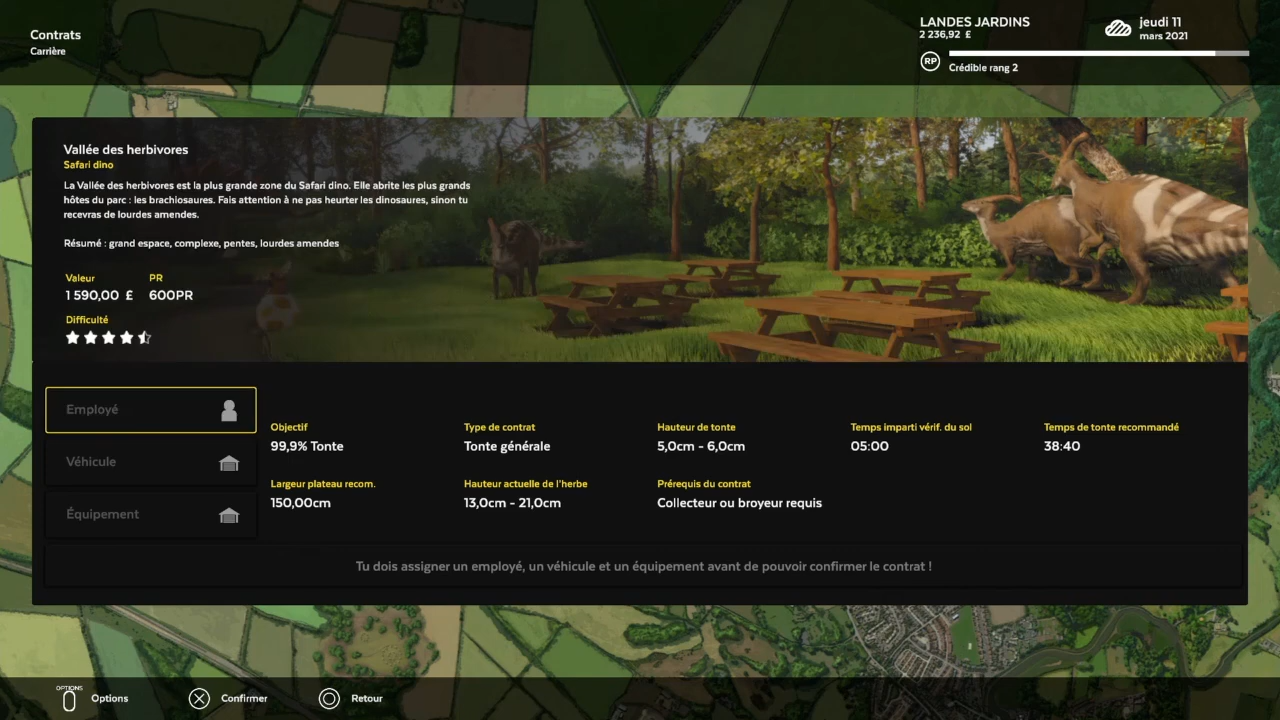 Contrats
Carrière
LANDES JARDINS
2 236,92 £
jeudi 11
mars 2021
RP
Crédible rang 2
Vallée des herbivores
Safari dino
La Vallée des herbivores est la plus grande zone du Safari dino. Elle abrite les plus grands
hôtes du parc : les brachiosaures. Fais attention à ne pas heurter les dinosaures, sinon tu
recevras de lourdes amendes.
Résumé : grand espace, complexe, pentes, lourdes amendes
Valeur PR
1 590,00 £ 600PR
Difficulté
Employé
Véhicule
Équipement
Objectif Type de contrat Hauteur de tonte Temps imparti vérif. du sol Temps de tonte recommandé
99,9% Tonte Tonte générale 5,0cm - 6,0cm 05:00 38:40
Largeur plateau recom. Hauteur actuelle de l'herbe Prérequis du contrat
150,00cm 13,0cm - 21,0cm Collecteur ou broyeur requis
Tu dois assigner un employé, un véhicule et un équipement avant de pouvoir confirmer le contrat !
OPTIONS Options Confirmer Retour